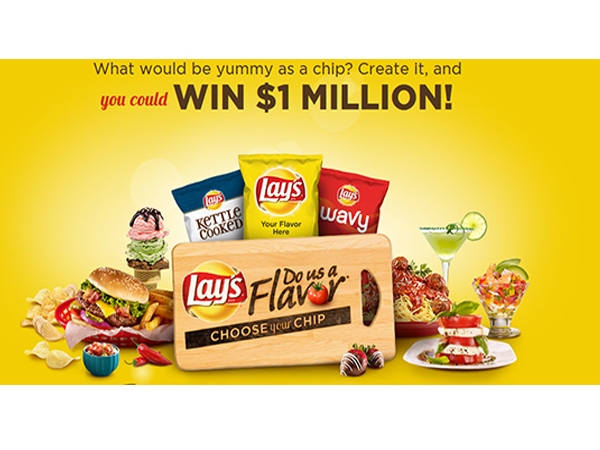 What would be yummy as a chip? Create it, and
you could WIN $1 MILLION!
Lay's
KETTLE
COOKED
Lay's
Your Flavor
Here
Lay's
wavy
Lay's
Do us a
Flavor
CHOOSE your CHIP